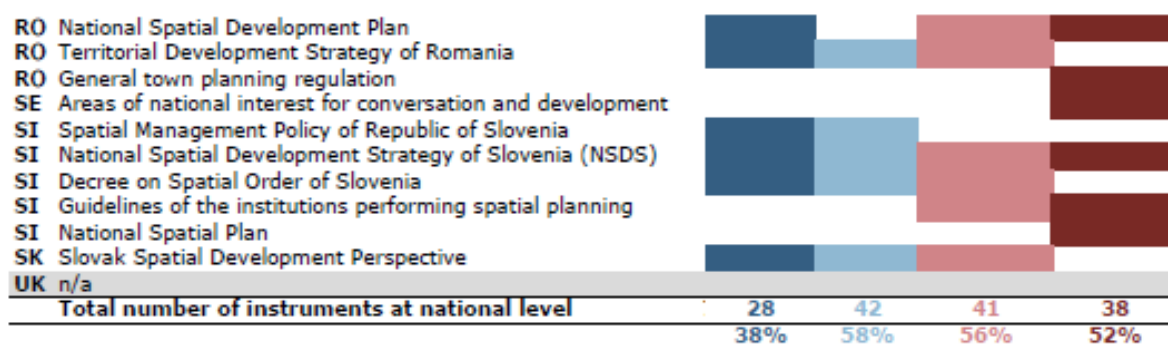 RO National Spatial Development Plan
RO Territorial Development Strategy of Romania
RO General town planning regulation
SE Areas of national interest for conversation and development
SI Spatial Management Policy of Republic of Slovenia
SI National Spatial Development Strategy of Slovenia (NSDS)
SI Decree on Spatial Order of Slovenia
SI Guidelines of the institutions performing spatial planning
SI National Spatial Plan
SK Slovak Spatial Development Perspective
UK n/a
Total number of instruments at national level 28 42 41 38
38% 58% 56% 52%